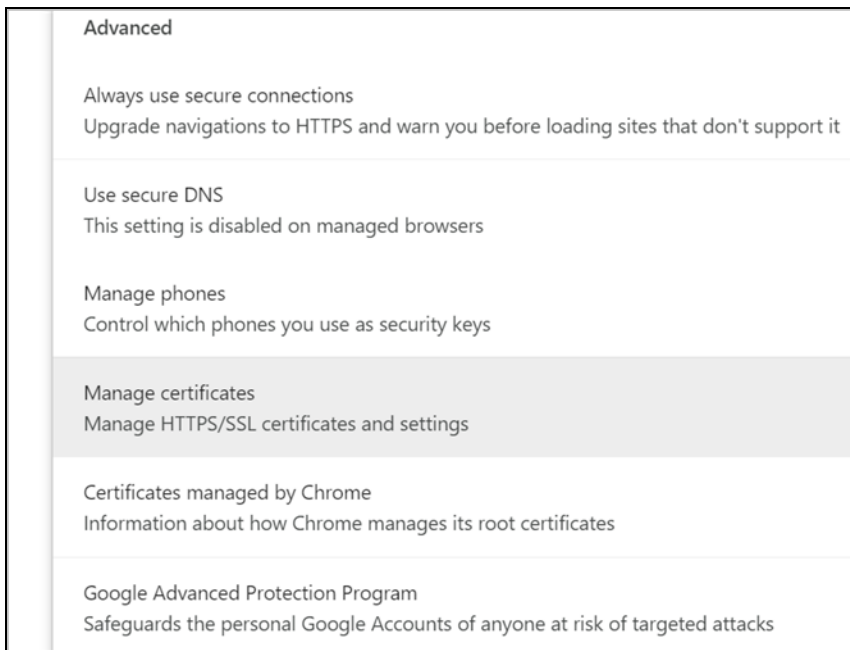 Advanced
Always use secure connections
Upgrade navigations to HTTPS and warn you before loading sites that don't support it
Use secure DNS
This setting is disabled on managed browsers
Manage phones
Control which phones you use as security keys
Manage certificates
Manage HTTPS/SSL certificates and settings
Certificates managed by Chrome
Information about how Chrome manages its root certificates
Google Advanced Protection Program
Safeguards the personal Google Accounts of anyone at risk of targeted attacks